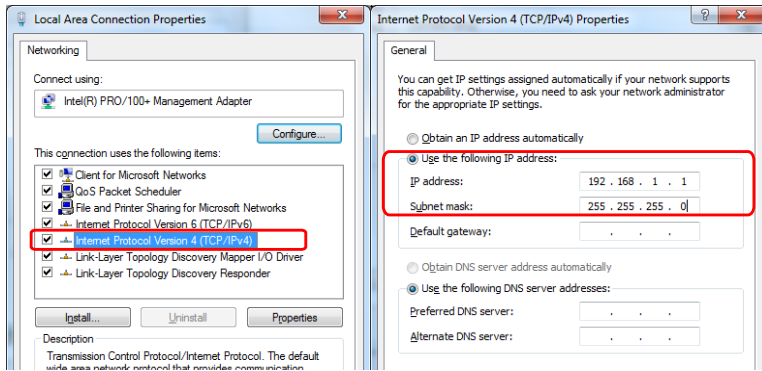 Local Area Connection Properties
Networking
Connect using:
Intel(R) PRO/100+ Management Adapter
Configure...
This connection uses the following items:
Client for Microsoft Networks
QoS Packet Scheduler
File and Printer Sharing for Microsoft Networks
Internet Protocol Version 6 (TCP/IPv6)
Internet Protocol Version 4 (TCP/IPv4)
Link-Layer Topology Discovery Mapper I/O Driver
Link-Layer Topology Discovery Responder
Install... Uninstall Properties
Description
Transmission Control Protocol/Internet Protocol. The default
wide area network protocol that provides communication
Internet Protocol Version 4 (TCP/IPv4) Properties
General
You can get IP settings assigned automatically if your network supports
this capability. Otherwise, you need to ask your network administrator
for the appropriate IP settings.
Obtain an IP address automatically
Use the following IP address:
IP address: 192 . 168 . 1 . 1
Subnet mask: 255 . 255 . 255 . 0
Default gateway: . . .
Obtain DNS server address automatically
Use the following DNS server addresses:
Preferred DNS server: . . .
Alternate DNS server: . . .